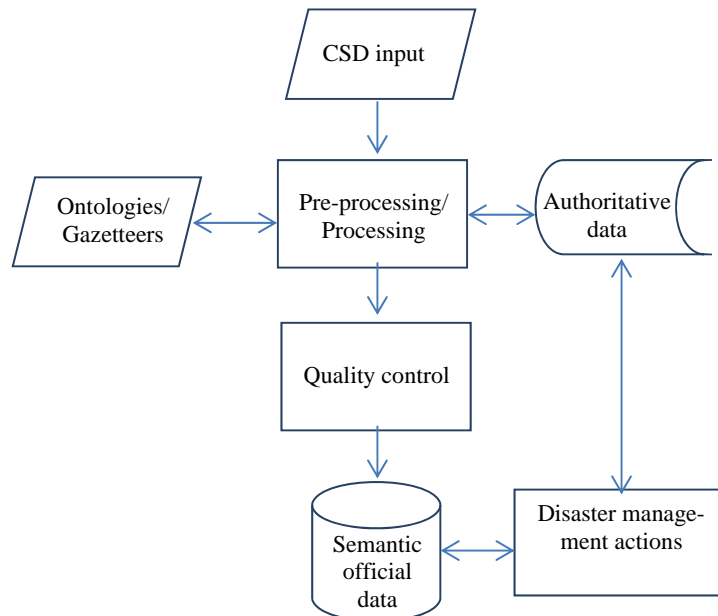 CSD input
Ontologies/
Gazetteers
Pre-processing/
Processing
Authoritative
data
Quality control
Semantic
official
data
Disaster manage-
ment actions